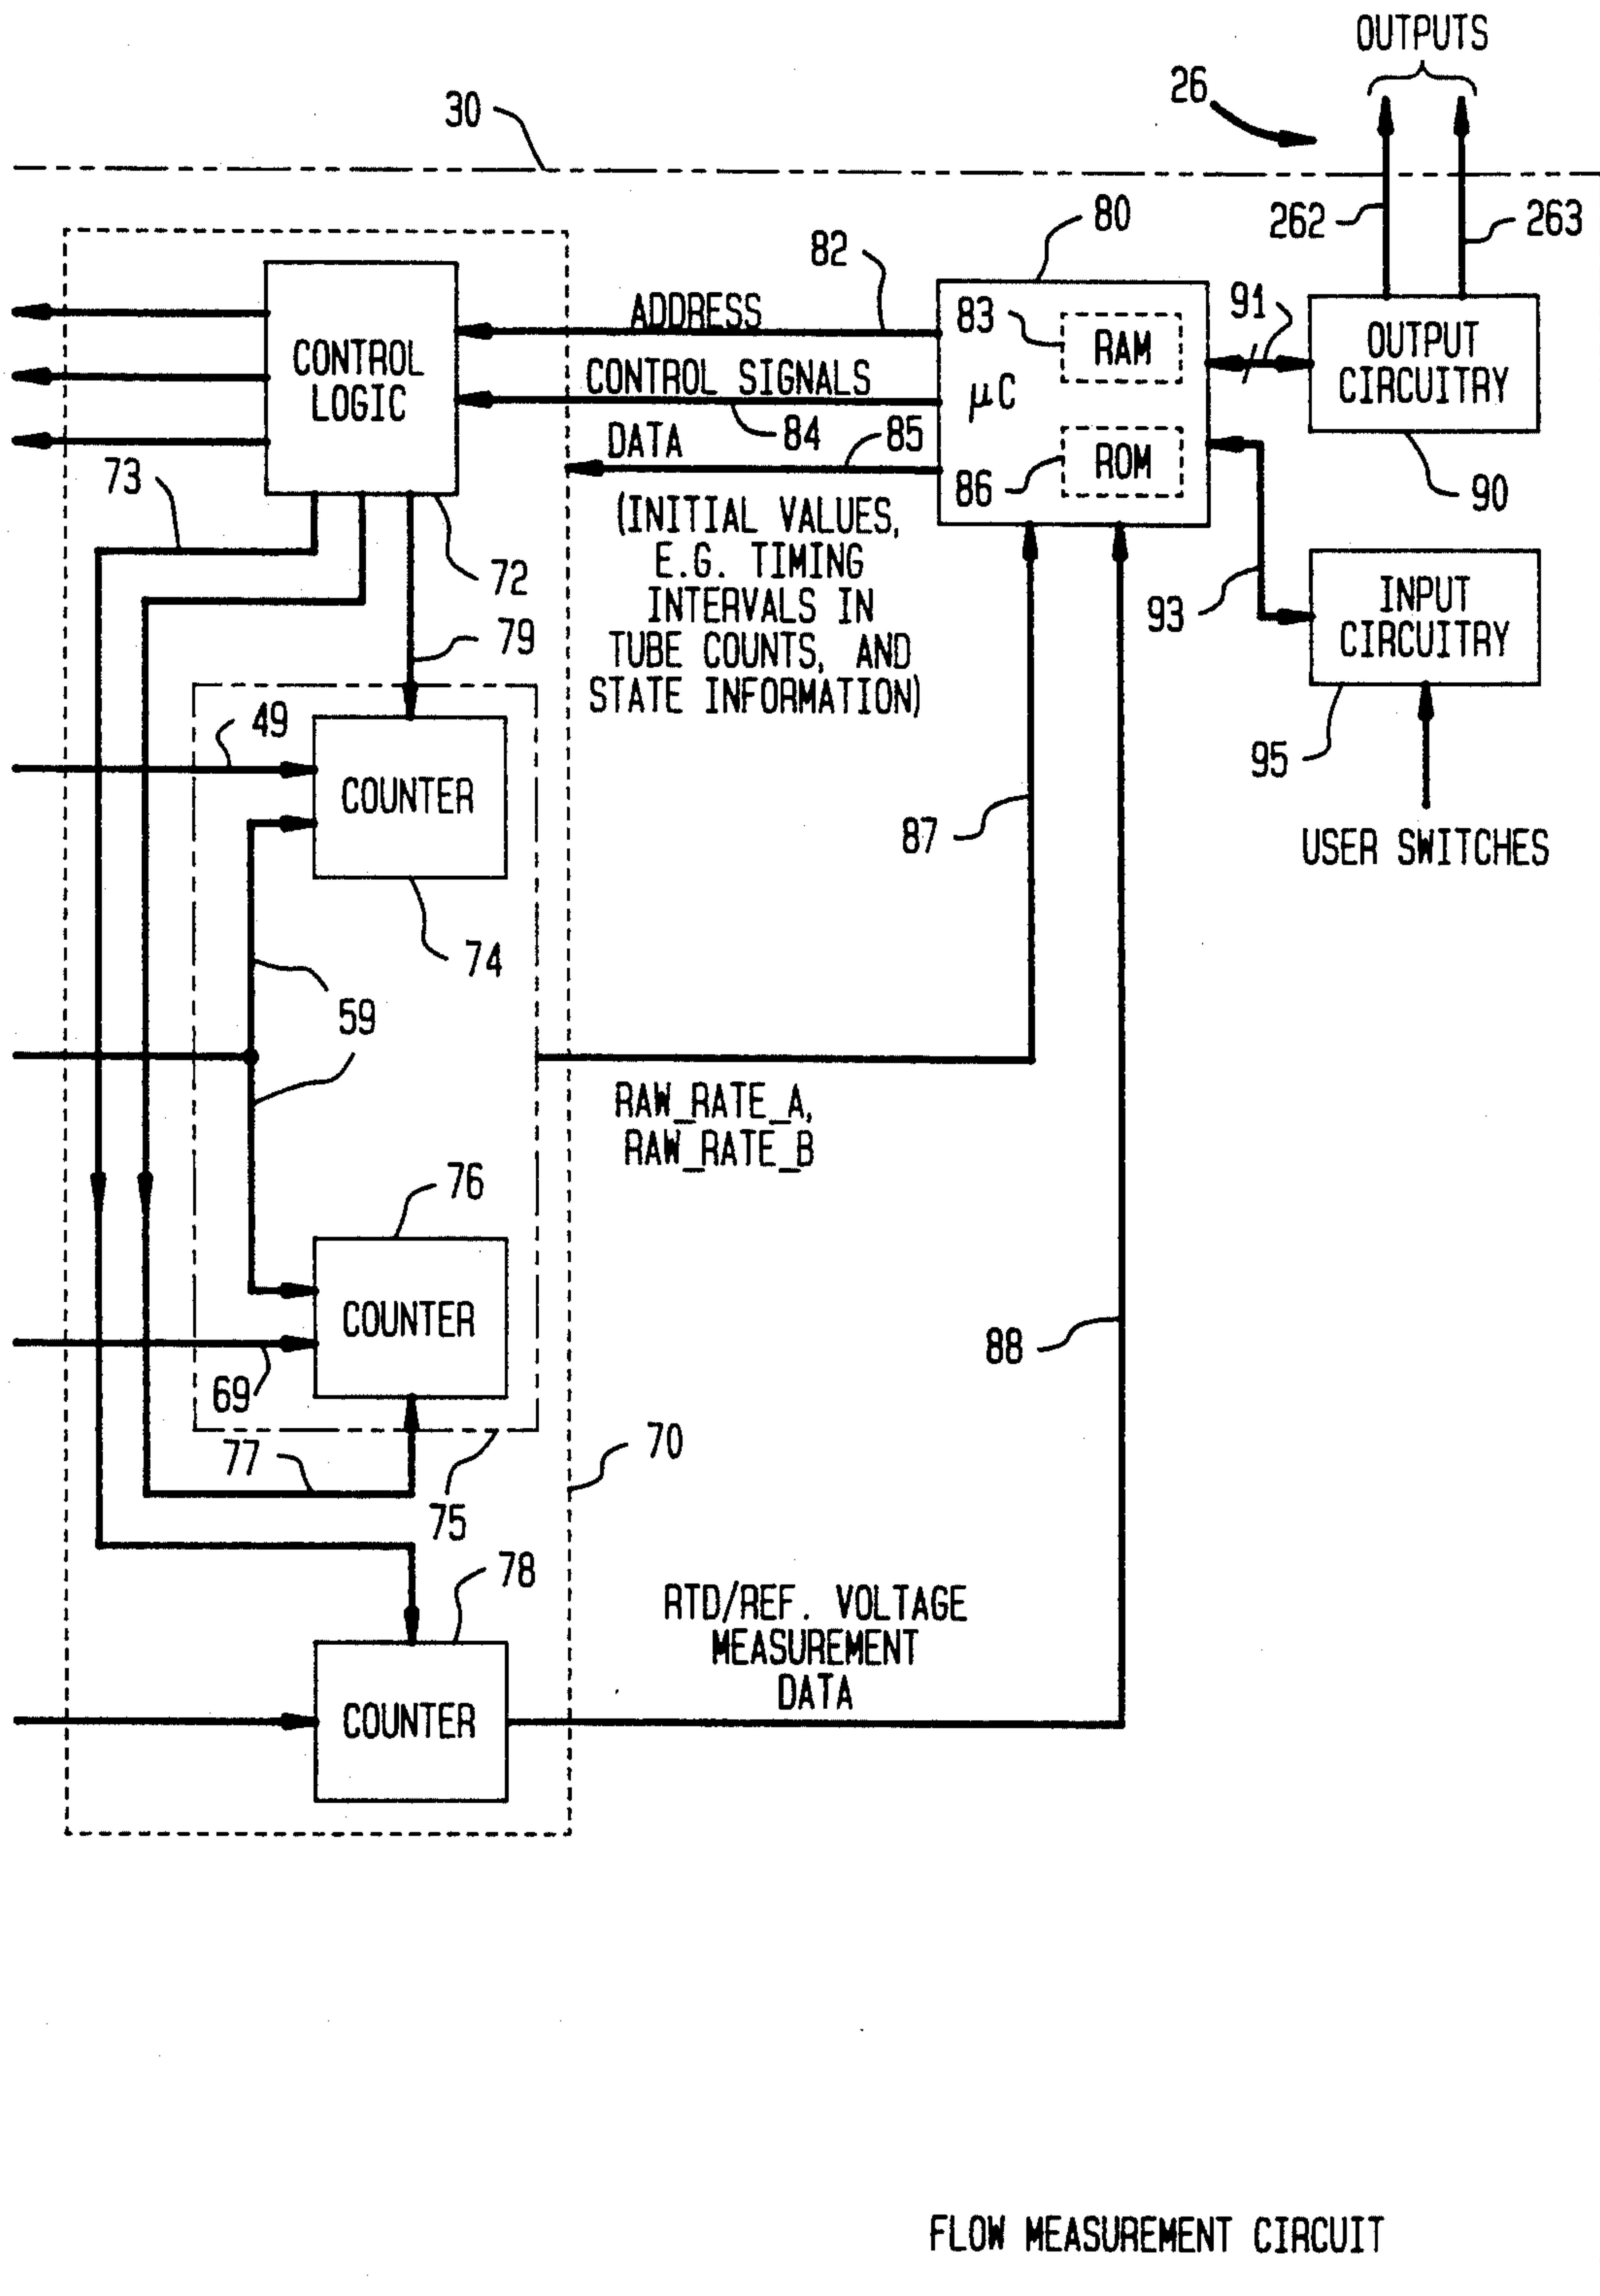 OUTPUTS
26
30
262
263
80
82
ADDRESS
83
RAM
91
OUTPUT
CIRCUITRY
CONTROL
LOGIC
CONTROL SIGNALS
µC
84
85
DATA
86
ROM
90
73
(INITIAL VALUES,
E.G. TIMING
INTERVALS IN
TUBE COUNTS, AND
STATE INFORMATION)
72
93
INPUT
CIRCUITRY
79
49
95
COUNTER
87
USER SWITCHES
74
59
RAW_RATE_A,
RAW_RATE_B
76
COUNTER
88
69
77
70
75
78
RTD/REF. VOLTAGE
MEASUREMENT
DATA
COUNTER
FLOW MEASUREMENT CIRCUIT